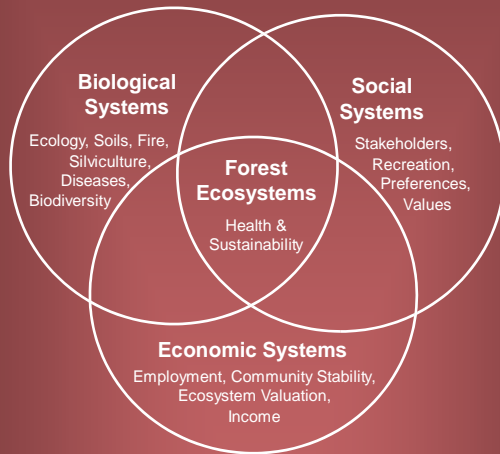 Biological
Systems
Ecology, Soils, Fire,
Silviculture,
Diseases,
Biodiversity
Social
Systems
Stakeholders,
Recreation,
Preferences,
Values
Forest
Ecosystems
Health &
Sustainability
Economic Systems
Employment, Community Stability,
Ecosystem Valuation,
Income